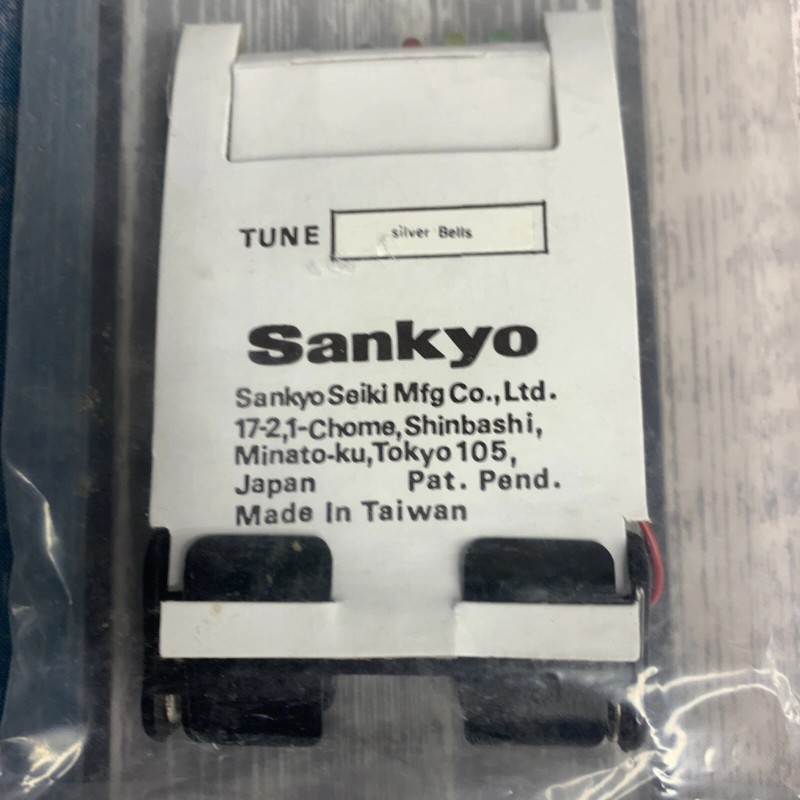 TUNE silver Bells
Sankyo
Sankyo Seiki Mfg Co.,Ltd.
17-2,1-Chome,Shinbashi,
Minato-ku,Tokyo 105,
Japan Pat. Pend.
Made In Taiwan